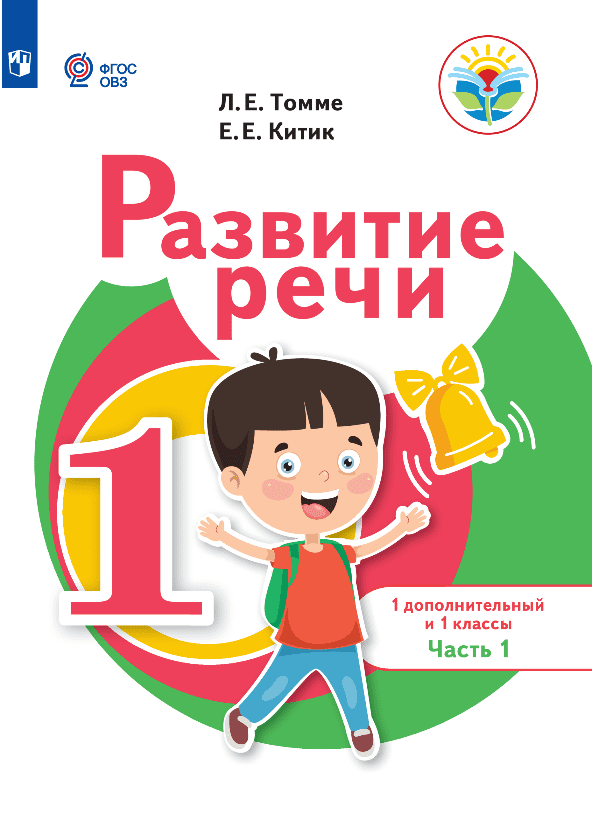 ФГОС
ОВЗ
Л. Е. Томме
Е. Е. Китик
Развитие
речи
1
1 дополнительный
и 1 классы
Часть 1